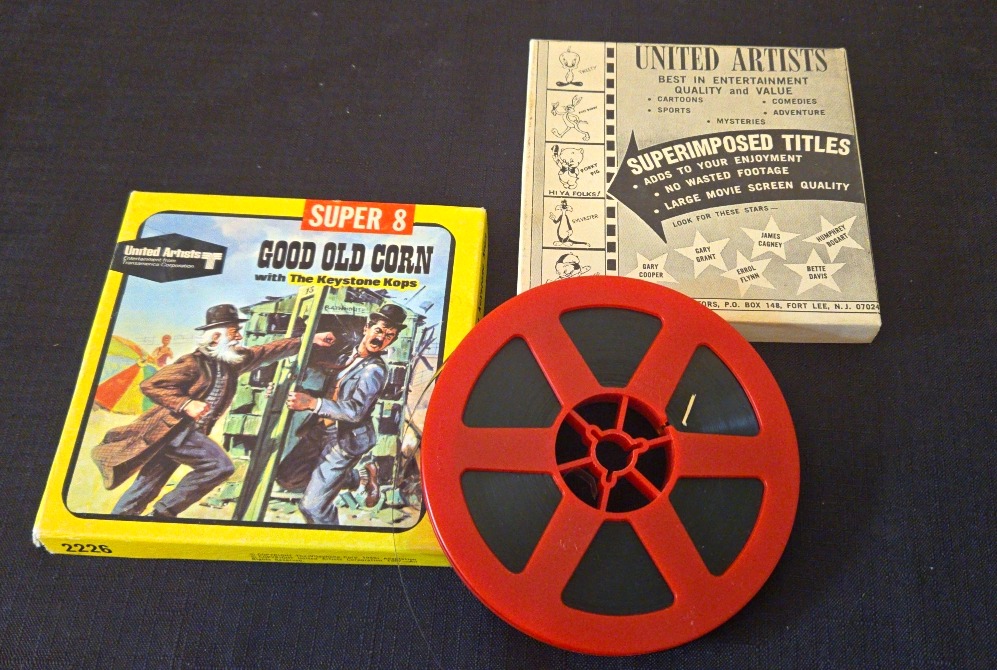 SUPER 8
United Artists
Entertainment from
Transamerica Corporation
GOOD OLD CORN
with The Keystone Kops
2226
TWEETY
PORKY
PIG
HI YA FOLKS!
SYLVESTER
UNITED ARTISTS
BEST IN ENTERTAINMENT
QUALITY and VALUE
• CARTOONS • COMEDIES
• SPORTS • ADVENTURE
• MYSTERIES
SUPERIMPOSED TITLES
• ADDS TO YOUR ENJOYMENT
• NO WASTED FOOTAGE
• LARGE MOVIE SCREEN QUALITY
LOOK FOR THESE STARS—
GARY
COOPER
GARY
GRANT
ERROL
FLYNN
JAMES
CAGNEY
BETTE
DAVIS
HUMPHREY
BOGART
TORS, P.O. BOX 148, FORT LEE, N.J. 07024